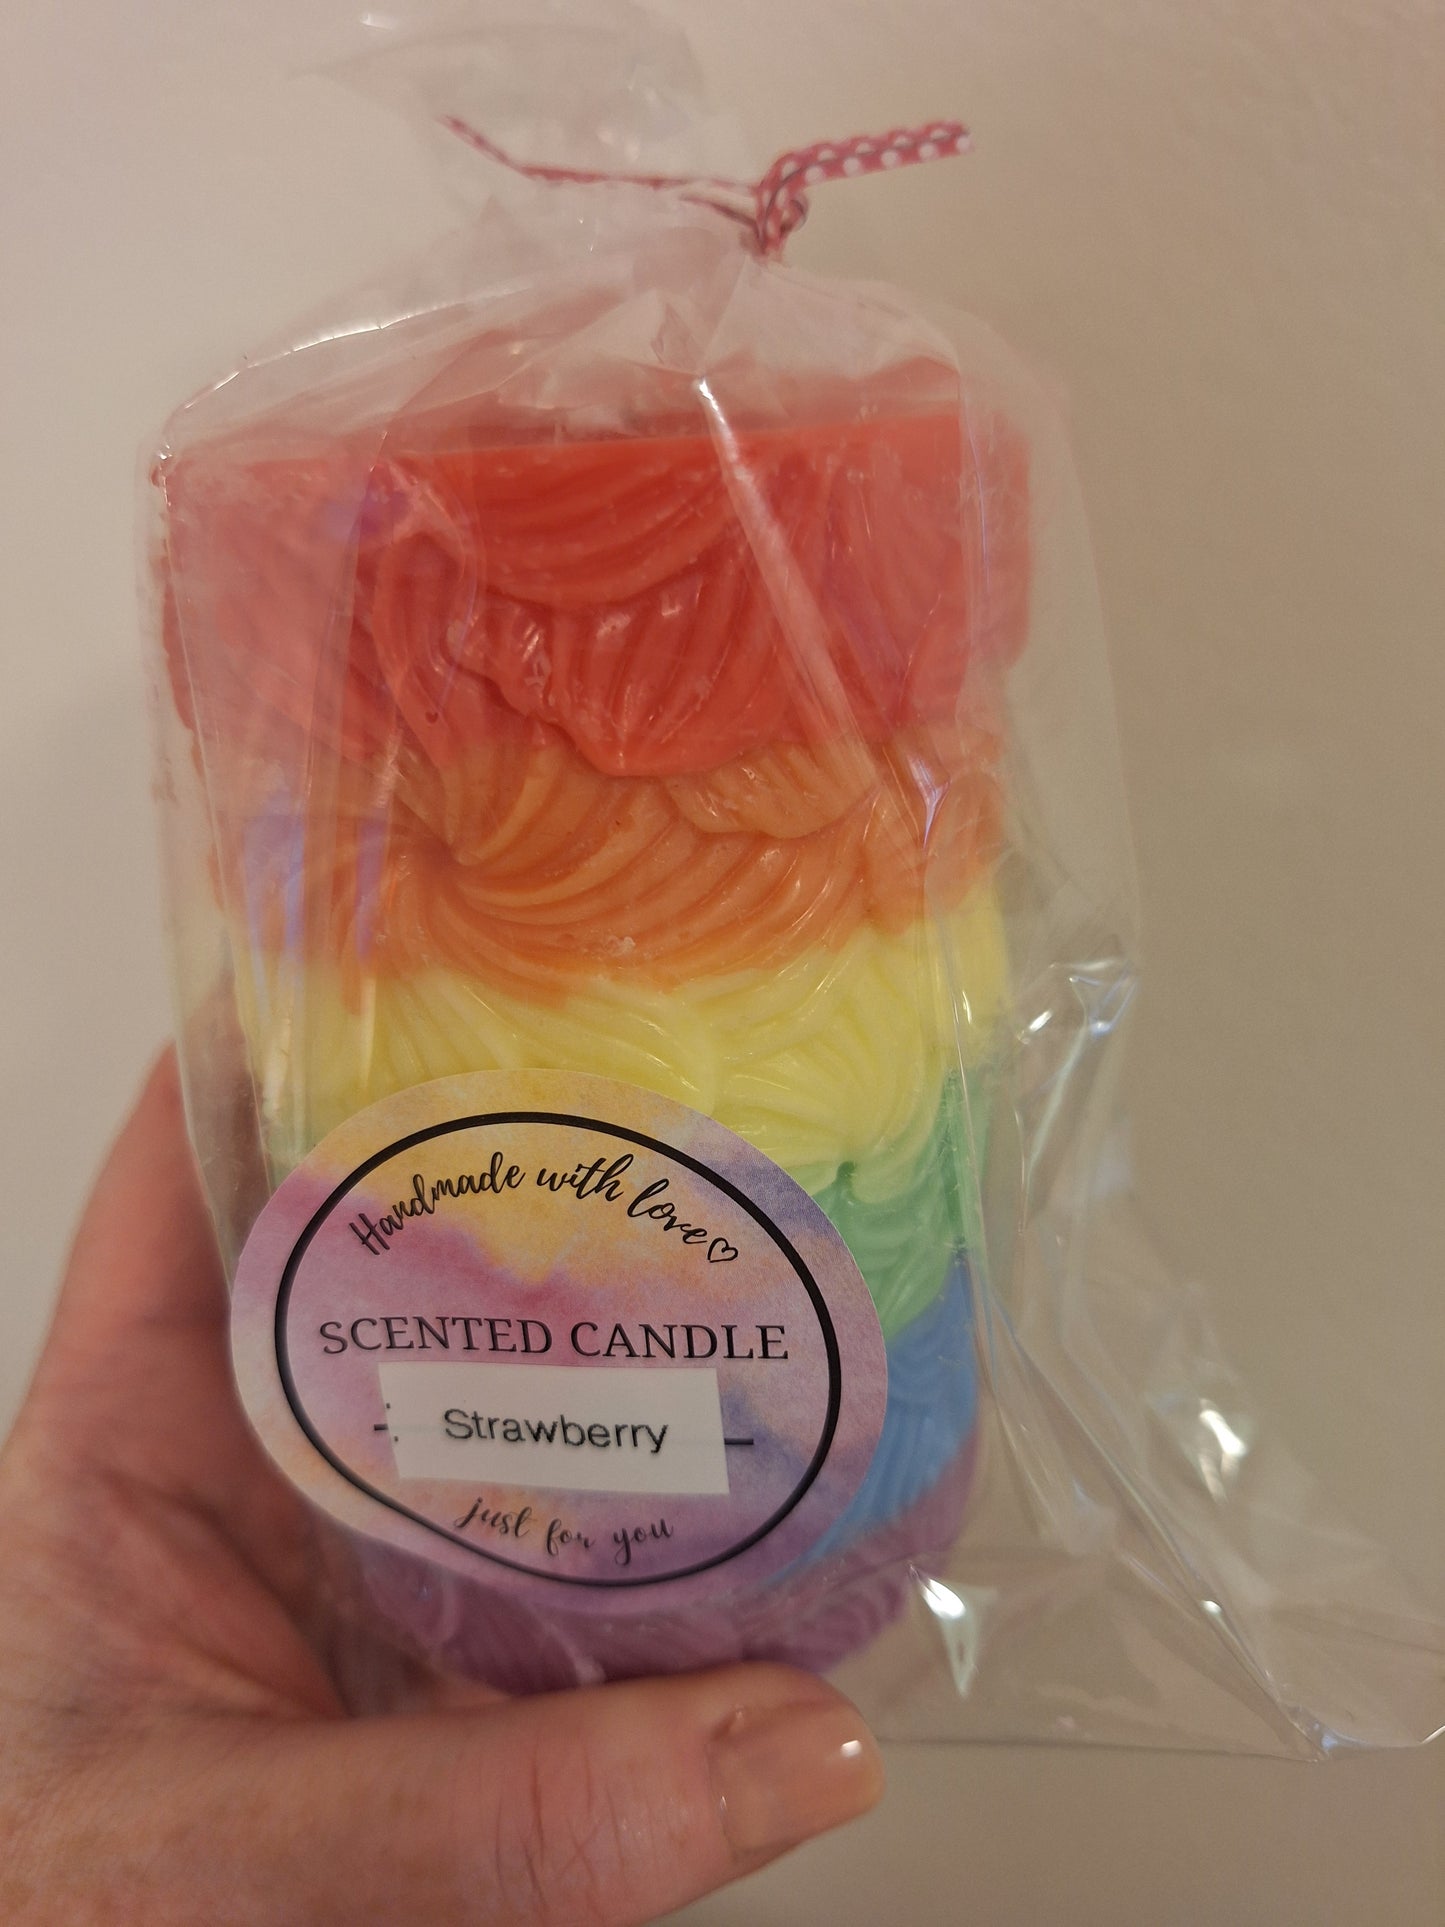 Handmade with love♡
SCENTED CANDLE
Strawberry
just for you